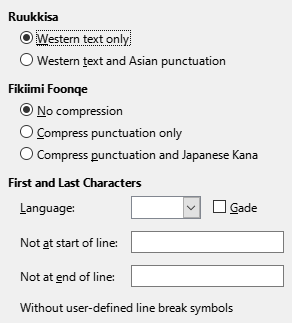 Ruukkisa
Western text only
Western text and Asian punctuation
Fikiimi Foonqe
No compression
Compress punctuation only
Compress punctuation and Japanese Kana
First and Last Characters
Language:
Gade
Not at start of line:
Not at end of line:
Without user-defined line break symbols